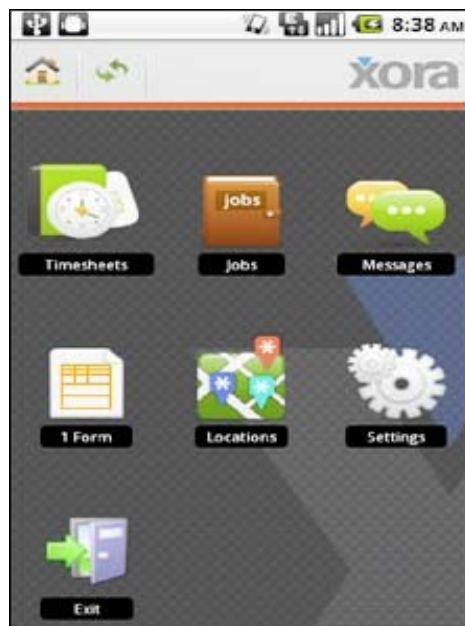 8:38 AM
xora
jobs
Timesheets
Jobs
Messages
1 Form
Locations
Settings
Exit